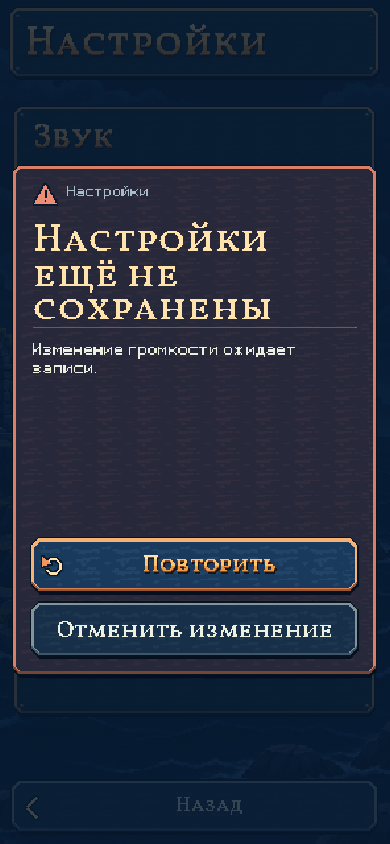 Настройки
Звук
Настройки
Настройки
ещё не
сохранены
Изменение громкости ожидает
записи.
Повторить
Отменить изменение
Назад